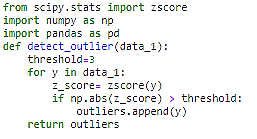 from scipy.stats import zscore
import numpy as np
import pandas as pd
def detect_outlier(data_1):
    threshold=3
    for y in data_1:
        z_score= zscore(y)
        if np.abs(z_score) > threshold:
            outliers.append(y)
    return outliers